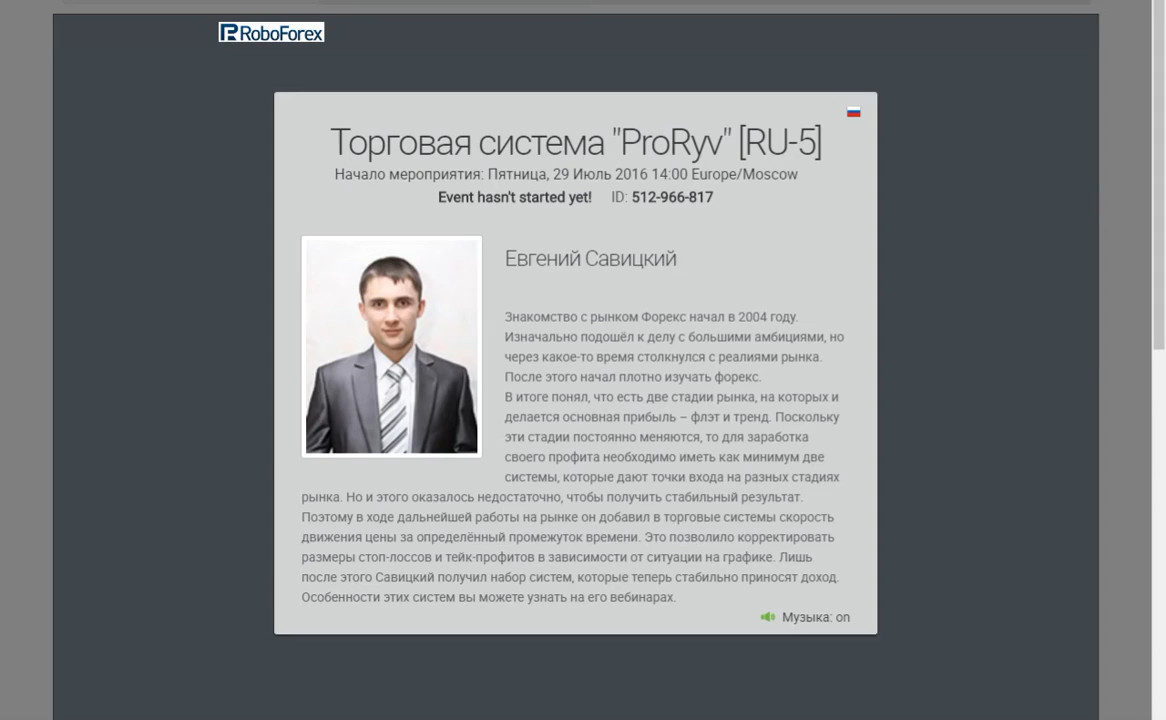 RoboForex
Торговая система "ProRyv" [RU-5]
Начало мероприятия: Пятница, 29 Июль 2016 14:00 Europe/Moscow
Event hasn't started yet! ID: 512-966-817
Евгений Савицкий
Знакомство с рынком Форекс начал в 2004 году.
Изначально подошёл к делу с большими амбициями, но
через какое-то время столкнулся с реалиями рынка.
После этого начал плотно изучать форекс.
В итоге понял, что есть две стадии рынка, на которых и
делается основная прибыль – флэт и тренд. Поскольку
эти стадии постоянно меняются, то для заработка
своего профита необходимо иметь как минимум две
системы, которые дают точки входа на разных стадиях
рынка. Но и этого оказалось недостаточно, чтобы получить стабильный результат.
Поэтому в ходе дальнейшей работы на рынке он добавил в торговые системы скорость
движения цены за определённый промежуток времени. Это позволило корректировать
размеры стоп-лоссов и тейк-профитов в зависимости от ситуации на графике. Лишь
после этого Савицкий получил набор систем, которые теперь стабильно приносят доход.
Особенности этих систем вы можете узнать на его вебинарах.
Музыка: on